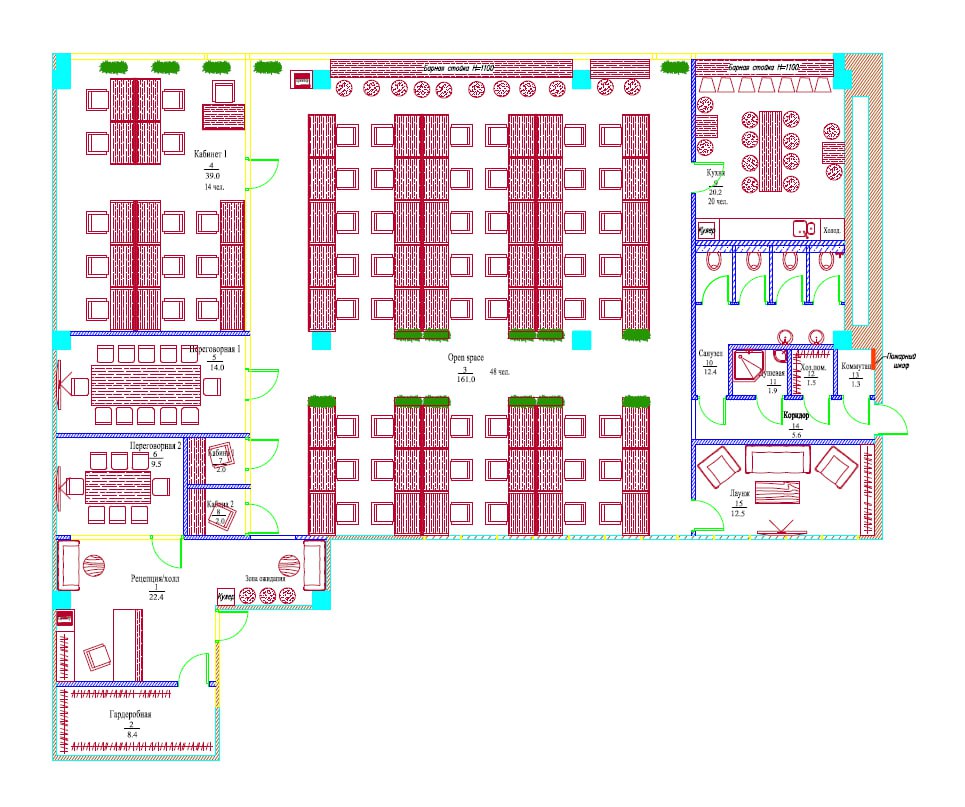 Барная стойка H=1100
Барная стойка H=1100
Кабинет 1
4
39.0
14 чел.
Кухня
9
20.2
20 чел.
Кулер
Холод.
Переговорная 1
5
14.0
Open space
3
161.0
48 чел.
Санузел
10
12.4
Душевая
11
1.9
Хоз.пом.
12
1.5
Коммутац
13
1.3
Пожарный
шкаф
Коридор
14
5.6
Переговорная 2
6
9.5
Кабина 1
7
2.0
Кабина 2
8
2.0
Лаунж
15
12.5
Рецепция/холл
1
22.4
Зона ожидания
Кулер
Гардеробная
2
8.4